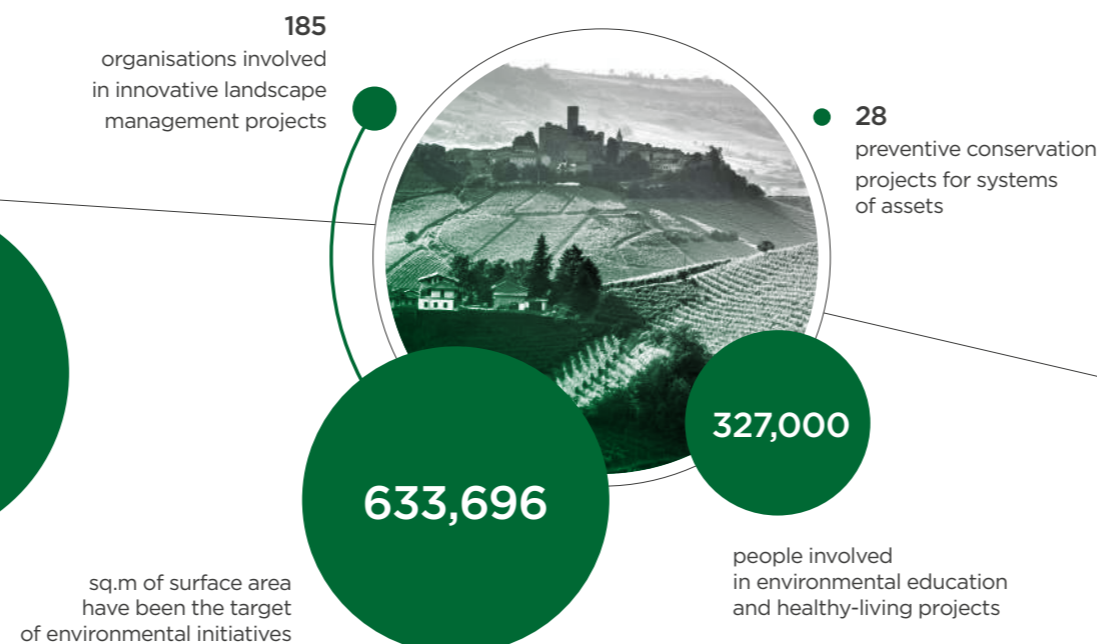 185
organisations involved
in innovative landscape
management projects
28
preventive conservation
projects for systems
of assets
633,696
sq.m of surface area
have been the target
of environmental initiatives
327,000
people involved
in environmental education
and healthy-living projects